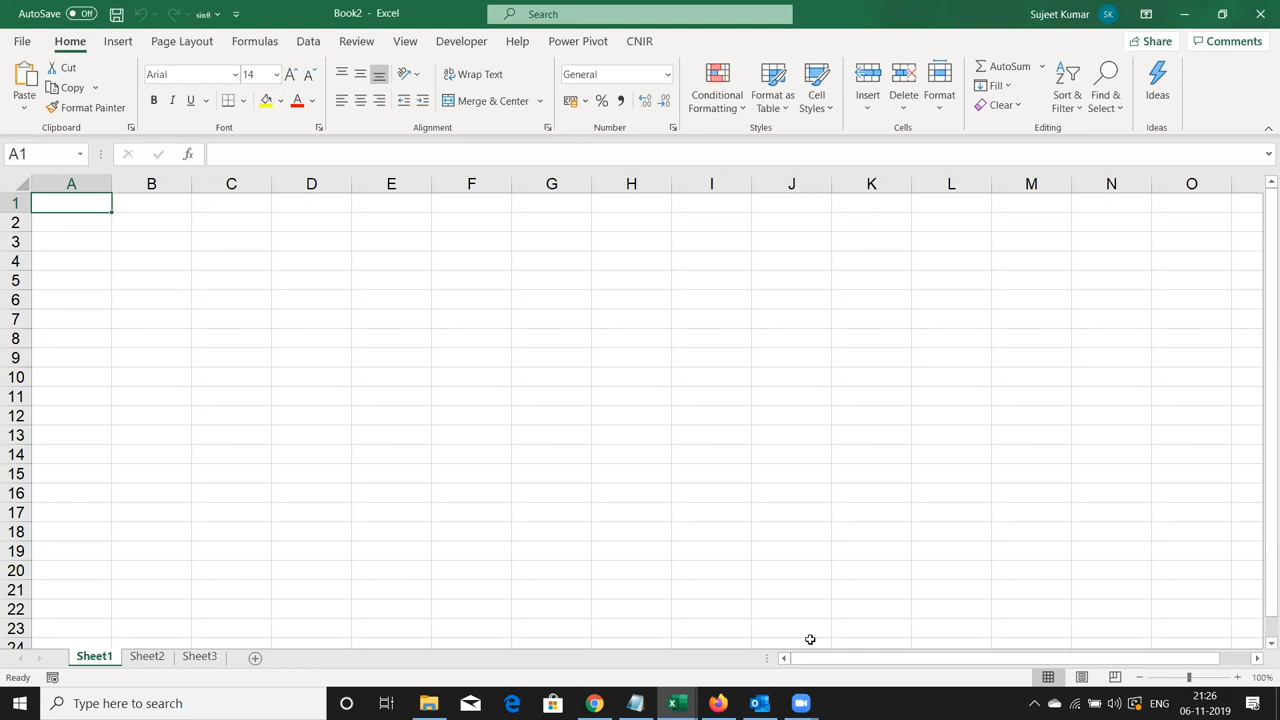 AutoSave Off sinθ Book2 - Excel Search Sujeet Kumar SK
File Home Insert Page Layout Formulas Data Review View Developer Help Power Pivot CNIR Share Comments
Paste Cut Copy Format Painter Clipboard
Arial 14 A A B I U A Font
Wrap Text Merge & Center Alignment
General % , Number
Conditional Formatting Format as Table Cell Styles Styles
Insert Delete Format Cells
AutoSum Fill Clear Sort & Filter Find & Select Editing
Ideas Ideas
A1 fx
A B C D E F G H I J K L M N O
1
2
3
4
5
6
7
8
9
10
11
12
13
14
15
16
17
18
19
20
21
22
23
24
Sheet1 Sheet2 Sheet3
Ready 100%
Type here to search ENG 21:26
06-11-2019